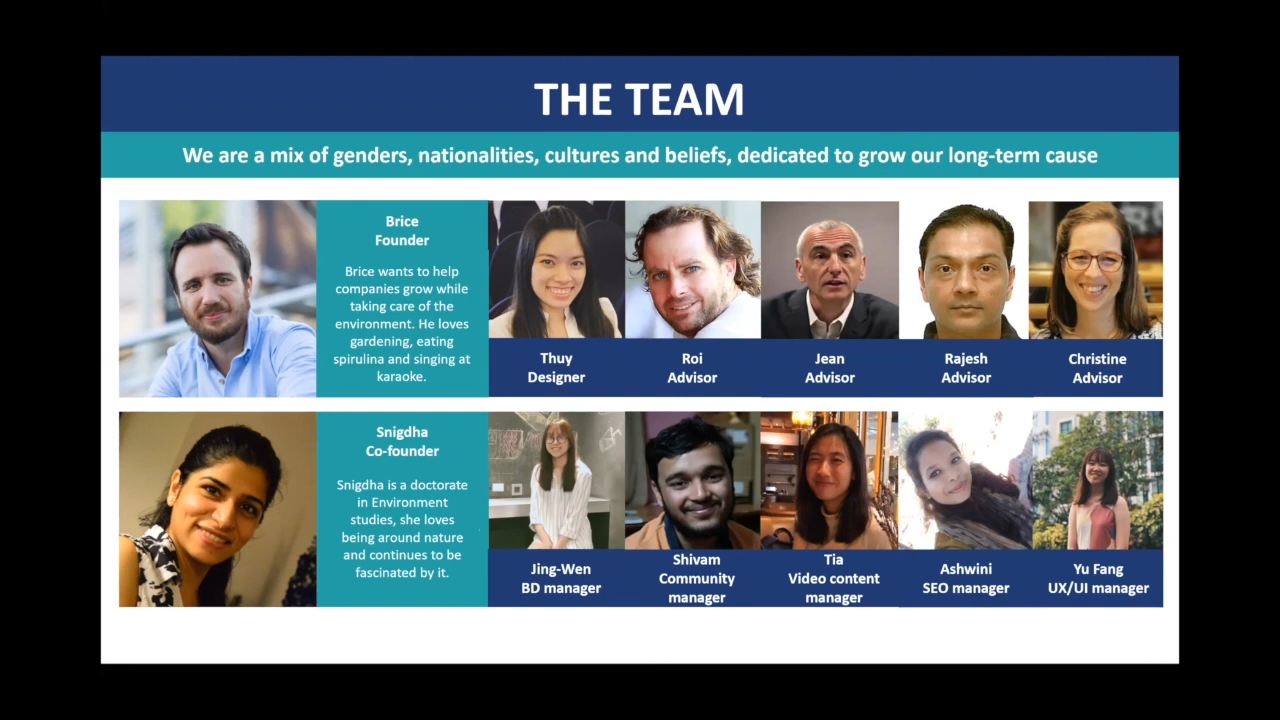 THE TEAM
We are a mix of genders, nationalities, cultures and beliefs, dedicated to grow our long-term cause
Brice
Founder
Brice wants to help
companies grow while
taking care of the
environment. He loves
gardening, eating
spirulina and singing at
karaoke.
Thuy
Designer
Roi
Advisor
Jean
Advisor
Rajesh
Advisor
Christine
Advisor
Snigdha
Co-founder
Snigdha is a doctorate
in Environment
studies, she loves
being around nature
and continues to be
fascinated by it.
Jing-Wen
BD manager
Shivam
Community
manager
Tia
Video content
manager
Ashwini
SEO manager
Yu Fang
UX/UI manager